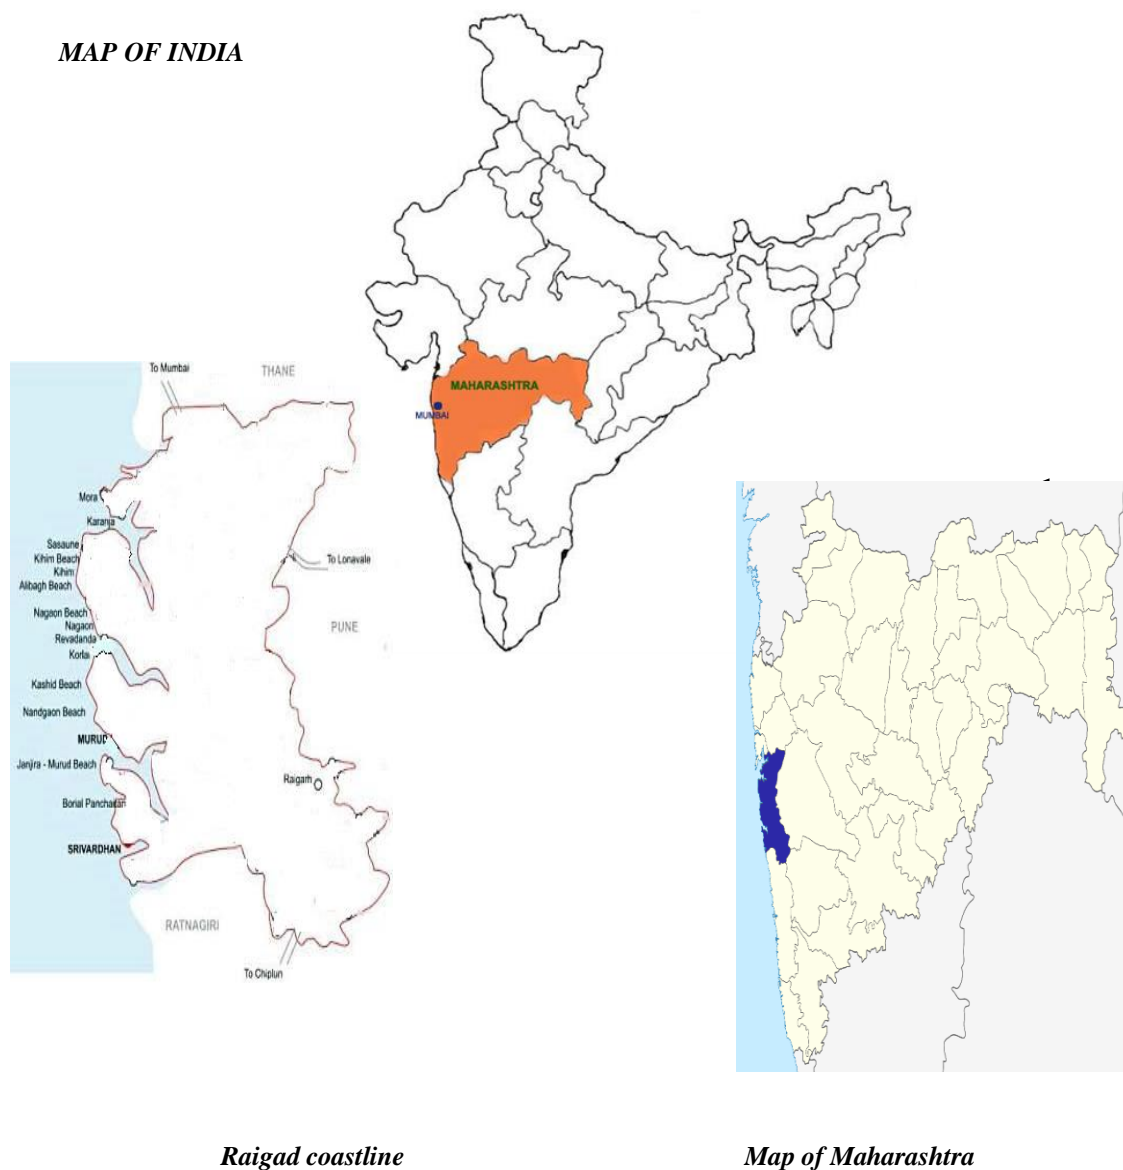 MAP OF INDIA
MAHARASHTRA
MUMBAI
To Mumbai
THANE
Mora
Karanja
Sasaune
Kihim Beach
Kihim
Alibagh Beach
To Lonavale
Nagaon Beach
Nagaon
PUNE
Revadanda
Korlai
Kashid Beach
Nandgaon Beach
MURUD
Janjira - Murud Beach
Raigarh
Borlai Panchatan
SRIVARDHAN
RATNAGIRI
To Chiplun
Raigad coastline
Map of Maharashtra